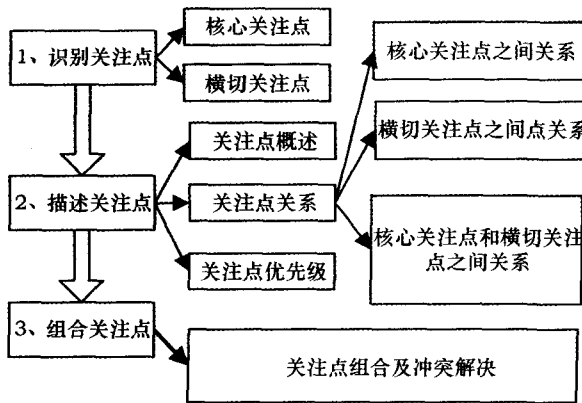 核心关注点
1、识别关注点
横切关注点
核心关注点之间关系
横切关注点之间点关系
关注点概述
2、描述关注点
关注点关系
关注点优先级
核心关注点和横切关注
点之间关系
3、组合关注点
关注点组合及冲突解决